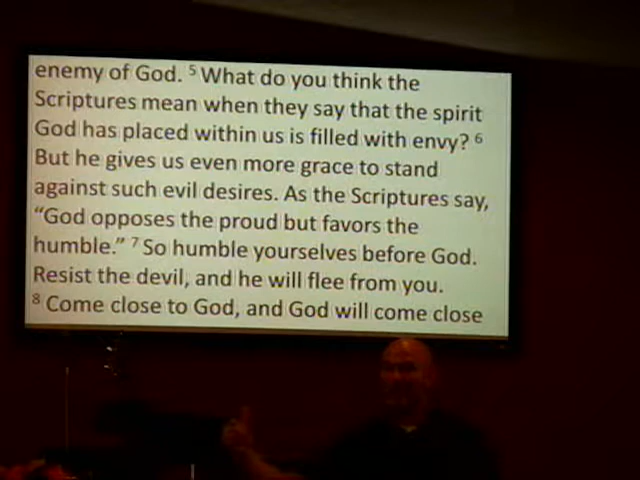 enemy of God. ⁵ What do you think the
Scriptures mean when they say that the spirit
God has placed within us is filled with envy? ⁶
But he gives us even more grace to stand
against such evil desires. As the Scriptures say,
“God opposes the proud but favors the
humble.” ⁷ So humble yourselves before God.
Resist the devil, and he will flee from you.
⁸ Come close to God, and God will come close